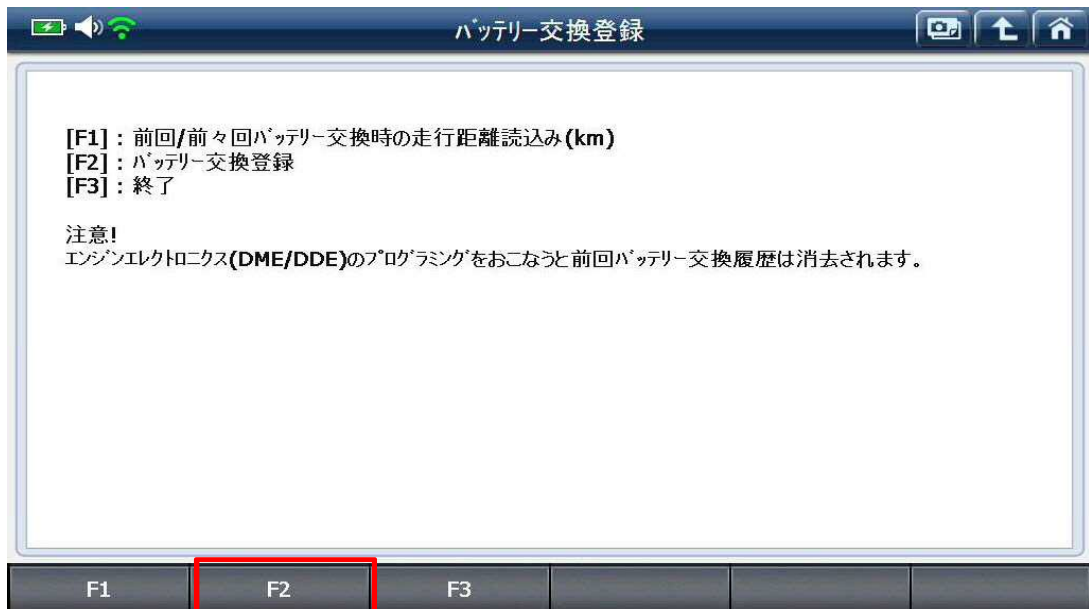 ﾊﾞｯﾃﾘｰ交換登録
[F1] : 前回/前々回ﾊﾞｯﾃﾘｰ交換時の走行距離読込み(km)
[F2] : ﾊﾞｯﾃﾘｰ交換登録
[F3] : 終了
注意!
ｴﾝｼﾞﾝｴﾚｸﾄﾛﾆｸｽ(DME/DDE)のﾌﾟﾛｸﾞﾗﾐﾝｸﾞをおこなうと前回ﾊﾞｯﾃﾘｰ交換履歴は消去されます。
F1 F2 F3